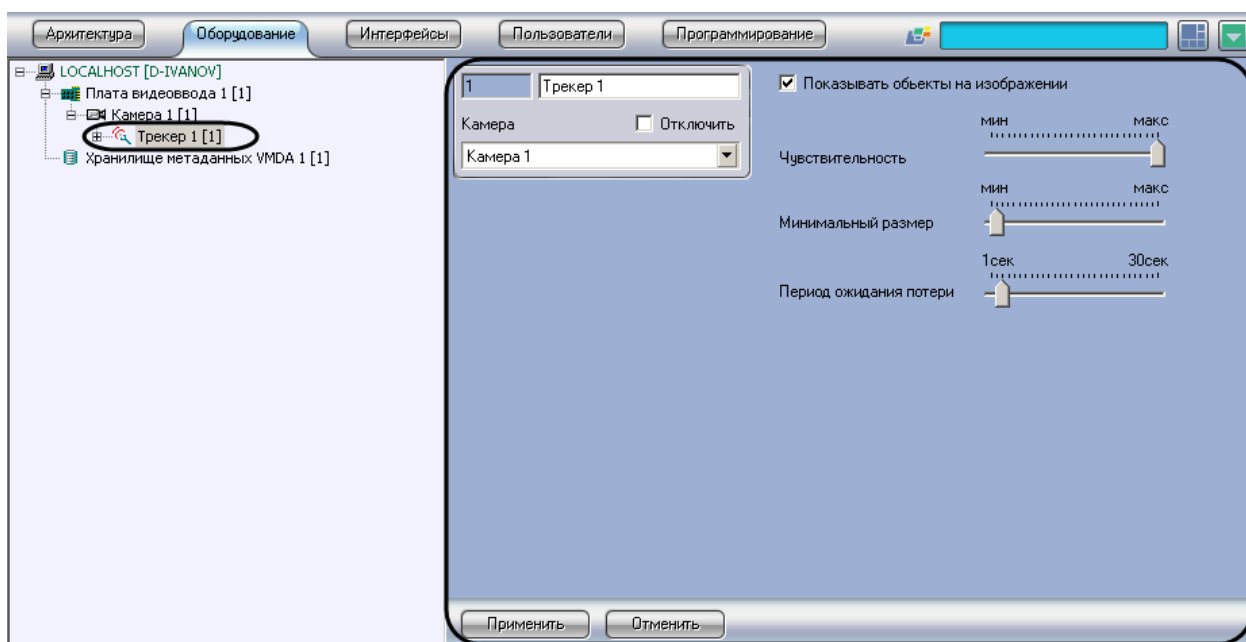 Архитектура Оборудование Интерфейсы Пользователи Программирование
LOCALHOST [D-IVANOV]
Плата видеоввода 1 [1]
Камера 1 [1]
Трекер 1 [1]
Хранилище метаданных VMDA 1 [1]
1 Трекер 1
Камера Отключить
Камера 1
Показывать обьекты на изображении
мин макс
Чувствительность
мин макс
Минимальный размер
1сек 30сек
Период ожидания потери
Применить Отменить